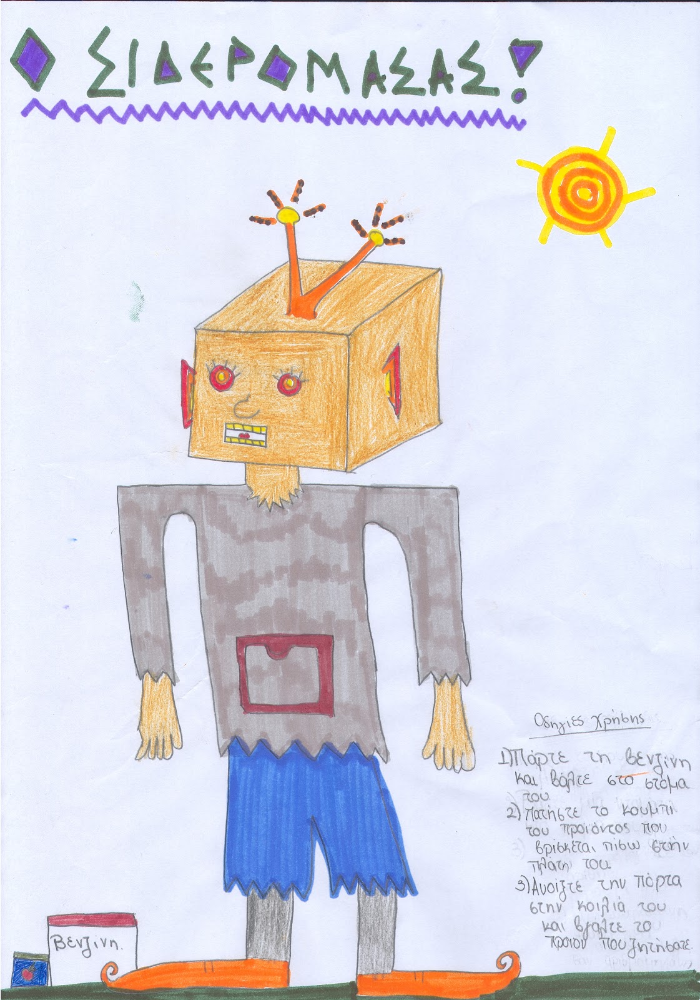 Ο ΣΙΔΕΡΟΜΑΣΑΣ!
Οδηγίες χρήσης
1) Πάρτε τη βενζίνη
και βάλτε στο στόμα
του
2) Πατήστε το κουμπί
του προϊόντος που
βρίσκεται πίσω στην
πλάτη του
3) Ανοίξτε την πόρτα
στην κοιλιά του
και βγάλτε το
προιον που ζητήσατε.
Βενζίνη.